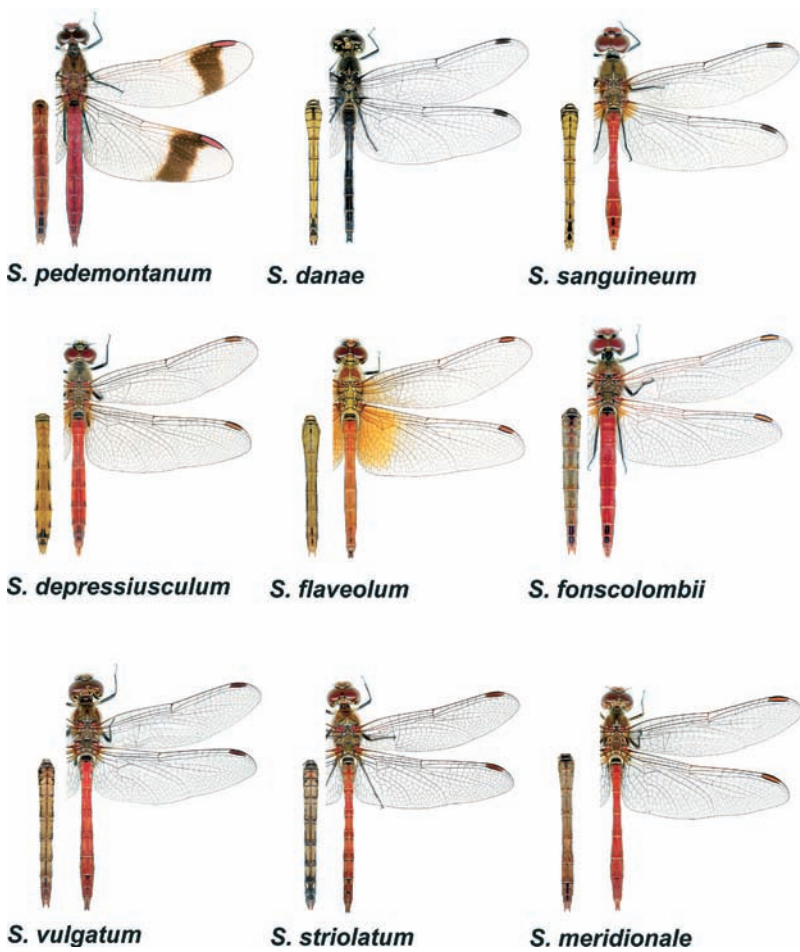 S. pedemontanum
S. danae
S. sanguineum
S. depressiusculum
S. flaveolum
S. fonscolombii
S. vulgatum
S. striolatum
S. meridionale